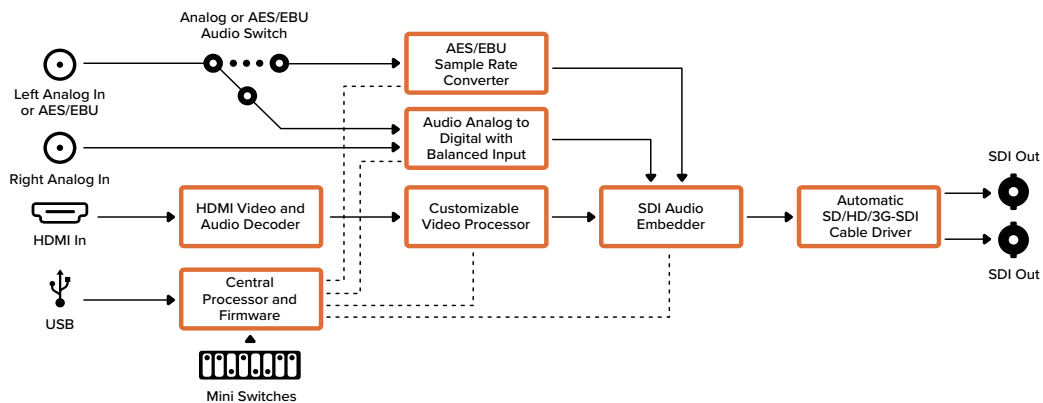 Analog or AES/EBU
Audio Switch
Left Analog In
or AES/EBU
AES/EBU
Sample Rate
Converter
Right Analog In
Audio Analog to
Digital with
Balanced Input
HDMI In
HDMI Video and
Audio Decoder
Customizable
Video Processor
SDI Audio
Embedder
Automatic
SD/HD/3G-SDI
Cable Driver
SDI Out
SDI Out
USB
Central
Processor and
Firmware
Mini Switches